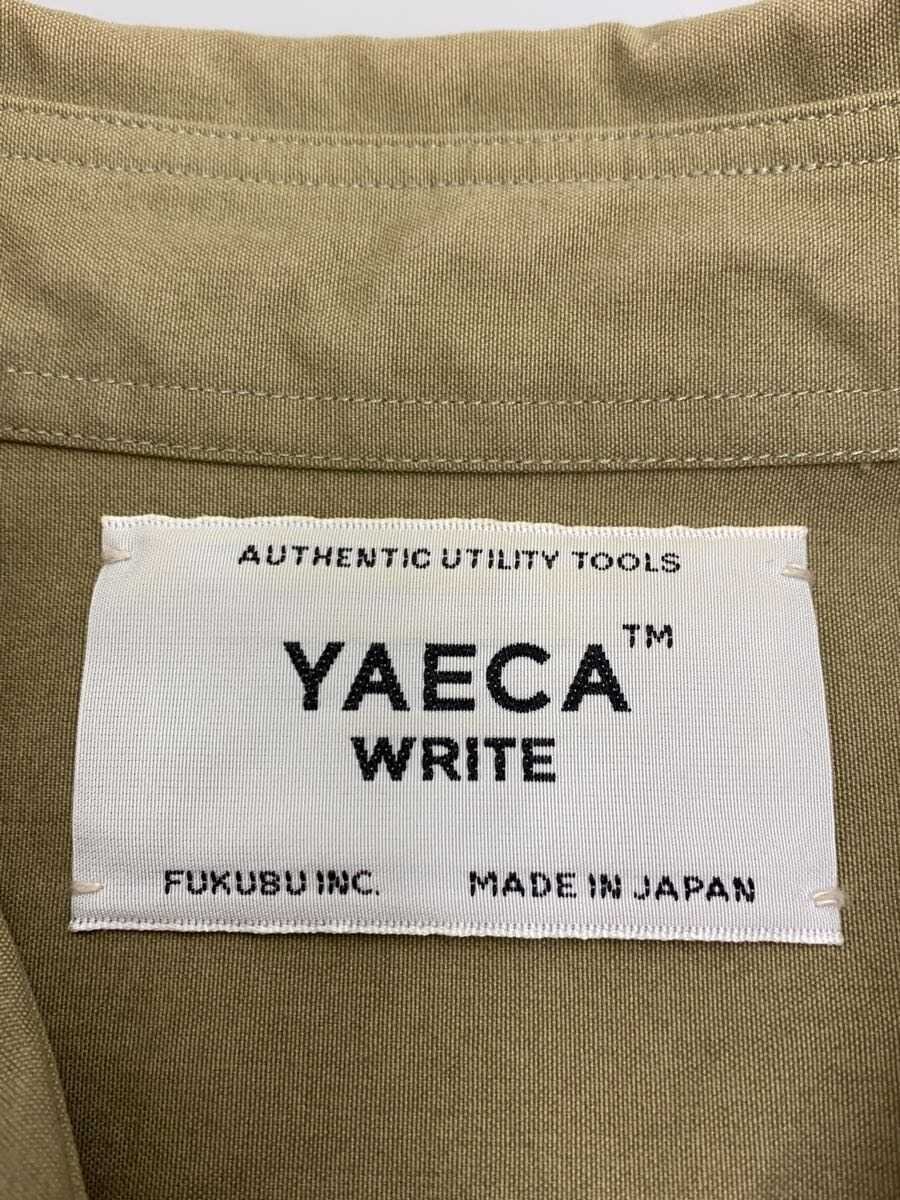 AUTHENTIC UTILITY TOOLS
YAECA™
WRITE
FUKUBU INC. MADE IN JAPAN